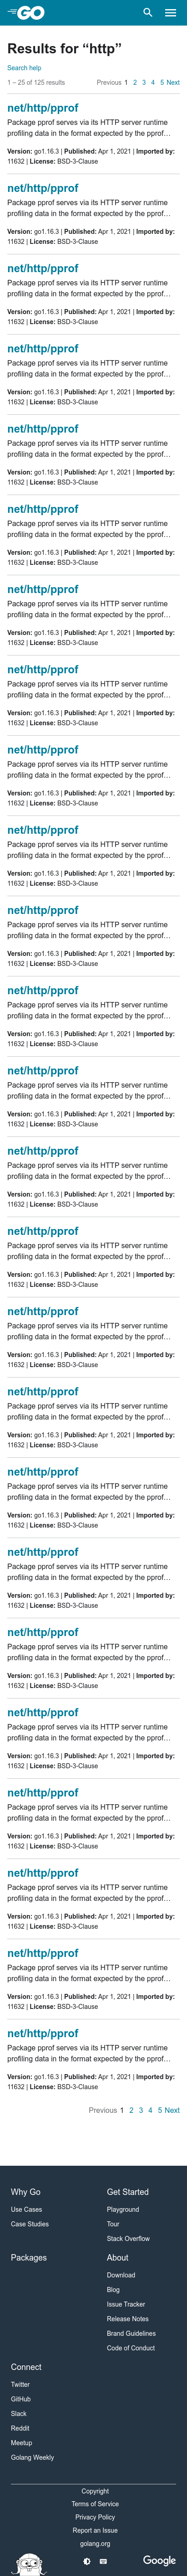 GO
Results for “http”
Search help
1 – 25 of 125 results Previous 1 2 3 4 5 Next
net/http/pprof
Package pprof serves via its HTTP server runtime
profiling data in the format expected by the pprof…
Version: go1.16.3 | Published: Apr 1, 2021 | Imported by:
11632 | License: BSD-3-Clause
net/http/pprof
Package pprof serves via its HTTP server runtime
profiling data in the format expected by the pprof…
Version: go1.16.3 | Published: Apr 1, 2021 | Imported by:
11632 | License: BSD-3-Clause
net/http/pprof
Package pprof serves via its HTTP server runtime
profiling data in the format expected by the pprof…
Version: go1.16.3 | Published: Apr 1, 2021 | Imported by:
11632 | License: BSD-3-Clause
net/http/pprof
Package pprof serves via its HTTP server runtime
profiling data in the format expected by the pprof…
Version: go1.16.3 | Published: Apr 1, 2021 | Imported by:
11632 | License: BSD-3-Clause
net/http/pprof
Package pprof serves via its HTTP server runtime
profiling data in the format expected by the pprof…
Version: go1.16.3 | Published: Apr 1, 2021 | Imported by:
11632 | License: BSD-3-Clause
net/http/pprof
Package pprof serves via its HTTP server runtime
profiling data in the format expected by the pprof…
Version: go1.16.3 | Published: Apr 1, 2021 | Imported by:
11632 | License: BSD-3-Clause
net/http/pprof
Package pprof serves via its HTTP server runtime
profiling data in the format expected by the pprof…
Version: go1.16.3 | Published: Apr 1, 2021 | Imported by:
11632 | License: BSD-3-Clause
net/http/pprof
Package pprof serves via its HTTP server runtime
profiling data in the format expected by the pprof…
Version: go1.16.3 | Published: Apr 1, 2021 | Imported by:
11632 | License: BSD-3-Clause
net/http/pprof
Package pprof serves via its HTTP server runtime
profiling data in the format expected by the pprof…
Version: go1.16.3 | Published: Apr 1, 2021 | Imported by:
11632 | License: BSD-3-Clause
net/http/pprof
Package pprof serves via its HTTP server runtime
profiling data in the format expected by the pprof…
Version: go1.16.3 | Published: Apr 1, 2021 | Imported by:
11632 | License: BSD-3-Clause
net/http/pprof
Package pprof serves via its HTTP server runtime
profiling data in the format expected by the pprof…
Version: go1.16.3 | Published: Apr 1, 2021 | Imported by:
11632 | License: BSD-3-Clause
net/http/pprof
Package pprof serves via its HTTP server runtime
profiling data in the format expected by the pprof…
Version: go1.16.3 | Published: Apr 1, 2021 | Imported by:
11632 | License: BSD-3-Clause
net/http/pprof
Package pprof serves via its HTTP server runtime
profiling data in the format expected by the pprof…
Version: go1.16.3 | Published: Apr 1, 2021 | Imported by:
11632 | License: BSD-3-Clause
net/http/pprof
Package pprof serves via its HTTP server runtime
profiling data in the format expected by the pprof…
Version: go1.16.3 | Published: Apr 1, 2021 | Imported by:
11632 | License: BSD-3-Clause
net/http/pprof
Package pprof serves via its HTTP server runtime
profiling data in the format expected by the pprof…
Version: go1.16.3 | Published: Apr 1, 2021 | Imported by:
11632 | License: BSD-3-Clause
net/http/pprof
Package pprof serves via its HTTP server runtime
profiling data in the format expected by the pprof…
Version: go1.16.3 | Published: Apr 1, 2021 | Imported by:
11632 | License: BSD-3-Clause
net/http/pprof
Package pprof serves via its HTTP server runtime
profiling data in the format expected by the pprof…
Version: go1.16.3 | Published: Apr 1, 2021 | Imported by:
11632 | License: BSD-3-Clause
net/http/pprof
Package pprof serves via its HTTP server runtime
profiling data in the format expected by the pprof…
Version: go1.16.3 | Published: Apr 1, 2021 | Imported by:
11632 | License: BSD-3-Clause
net/http/pprof
Package pprof serves via its HTTP server runtime
profiling data in the format expected by the pprof…
Version: go1.16.3 | Published: Apr 1, 2021 | Imported by:
11632 | License: BSD-3-Clause
net/http/pprof
Package pprof serves via its HTTP server runtime
profiling data in the format expected by the pprof…
Version: go1.16.3 | Published: Apr 1, 2021 | Imported by:
11632 | License: BSD-3-Clause
net/http/pprof
Package pprof serves via its HTTP server runtime
profiling data in the format expected by the pprof…
Version: go1.16.3 | Published: Apr 1, 2021 | Imported by:
11632 | License: BSD-3-Clause
net/http/pprof
Package pprof serves via its HTTP server runtime
profiling data in the format expected by the pprof…
Version: go1.16.3 | Published: Apr 1, 2021 | Imported by:
11632 | License: BSD-3-Clause
net/http/pprof
Package pprof serves via its HTTP server runtime
profiling data in the format expected by the pprof…
Version: go1.16.3 | Published: Apr 1, 2021 | Imported by:
11632 | License: BSD-3-Clause
net/http/pprof
Package pprof serves via its HTTP server runtime
profiling data in the format expected by the pprof…
Version: go1.16.3 | Published: Apr 1, 2021 | Imported by:
11632 | License: BSD-3-Clause
net/http/pprof
Package pprof serves via its HTTP server runtime
profiling data in the format expected by the pprof…
Version: go1.16.3 | Published: Apr 1, 2021 | Imported by:
11632 | License: BSD-3-Clause
Previous 1 2 3 4 5 Next
Why Go
Use Cases
Case Studies
Get Started
Playground
Tour
Stack Overflow
Packages
About
Download
Blog
Issue Tracker
Release Notes
Brand Guidelines
Code of Conduct
Connect
Twitter
GitHub
Slack
Reddit
Meetup
Golang Weekly
Copyright
Terms of Service
Privacy Policy
Report an Issue
golang.org
Google